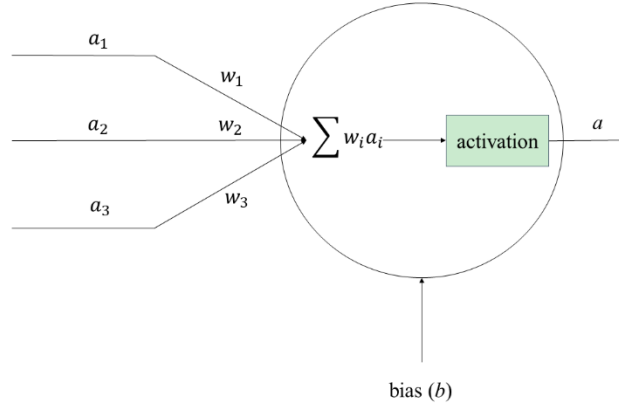 a₁
w₁
a₂
w₂
∑ wᵢaᵢ
activation
a
a₃
w₃
bias (b)